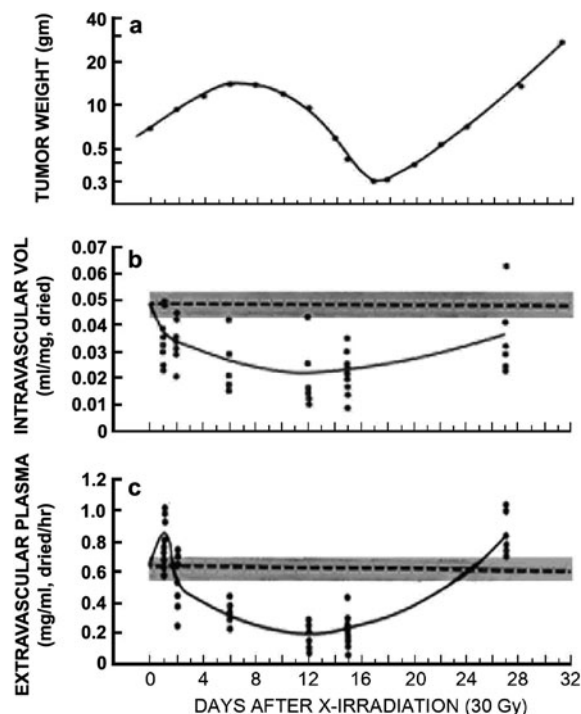 a
TUMOR WEIGHT (gm)
40
20
10
0.5
0.3
b
INTRAVASCULAR VOL
(ml/mg, dried)
0.07
0.06
0.05
0.04
0.03
0.02
0.01
0
c
EXTRAVASCULAR PLASMA
(mg/ml, dried/hr)
1.2
1.0
0.8
0.6
0.4
0.2
0
0 4 8 12 16 20 24 28 32
DAYS AFTER X-IRRADIATION (30 Gy)